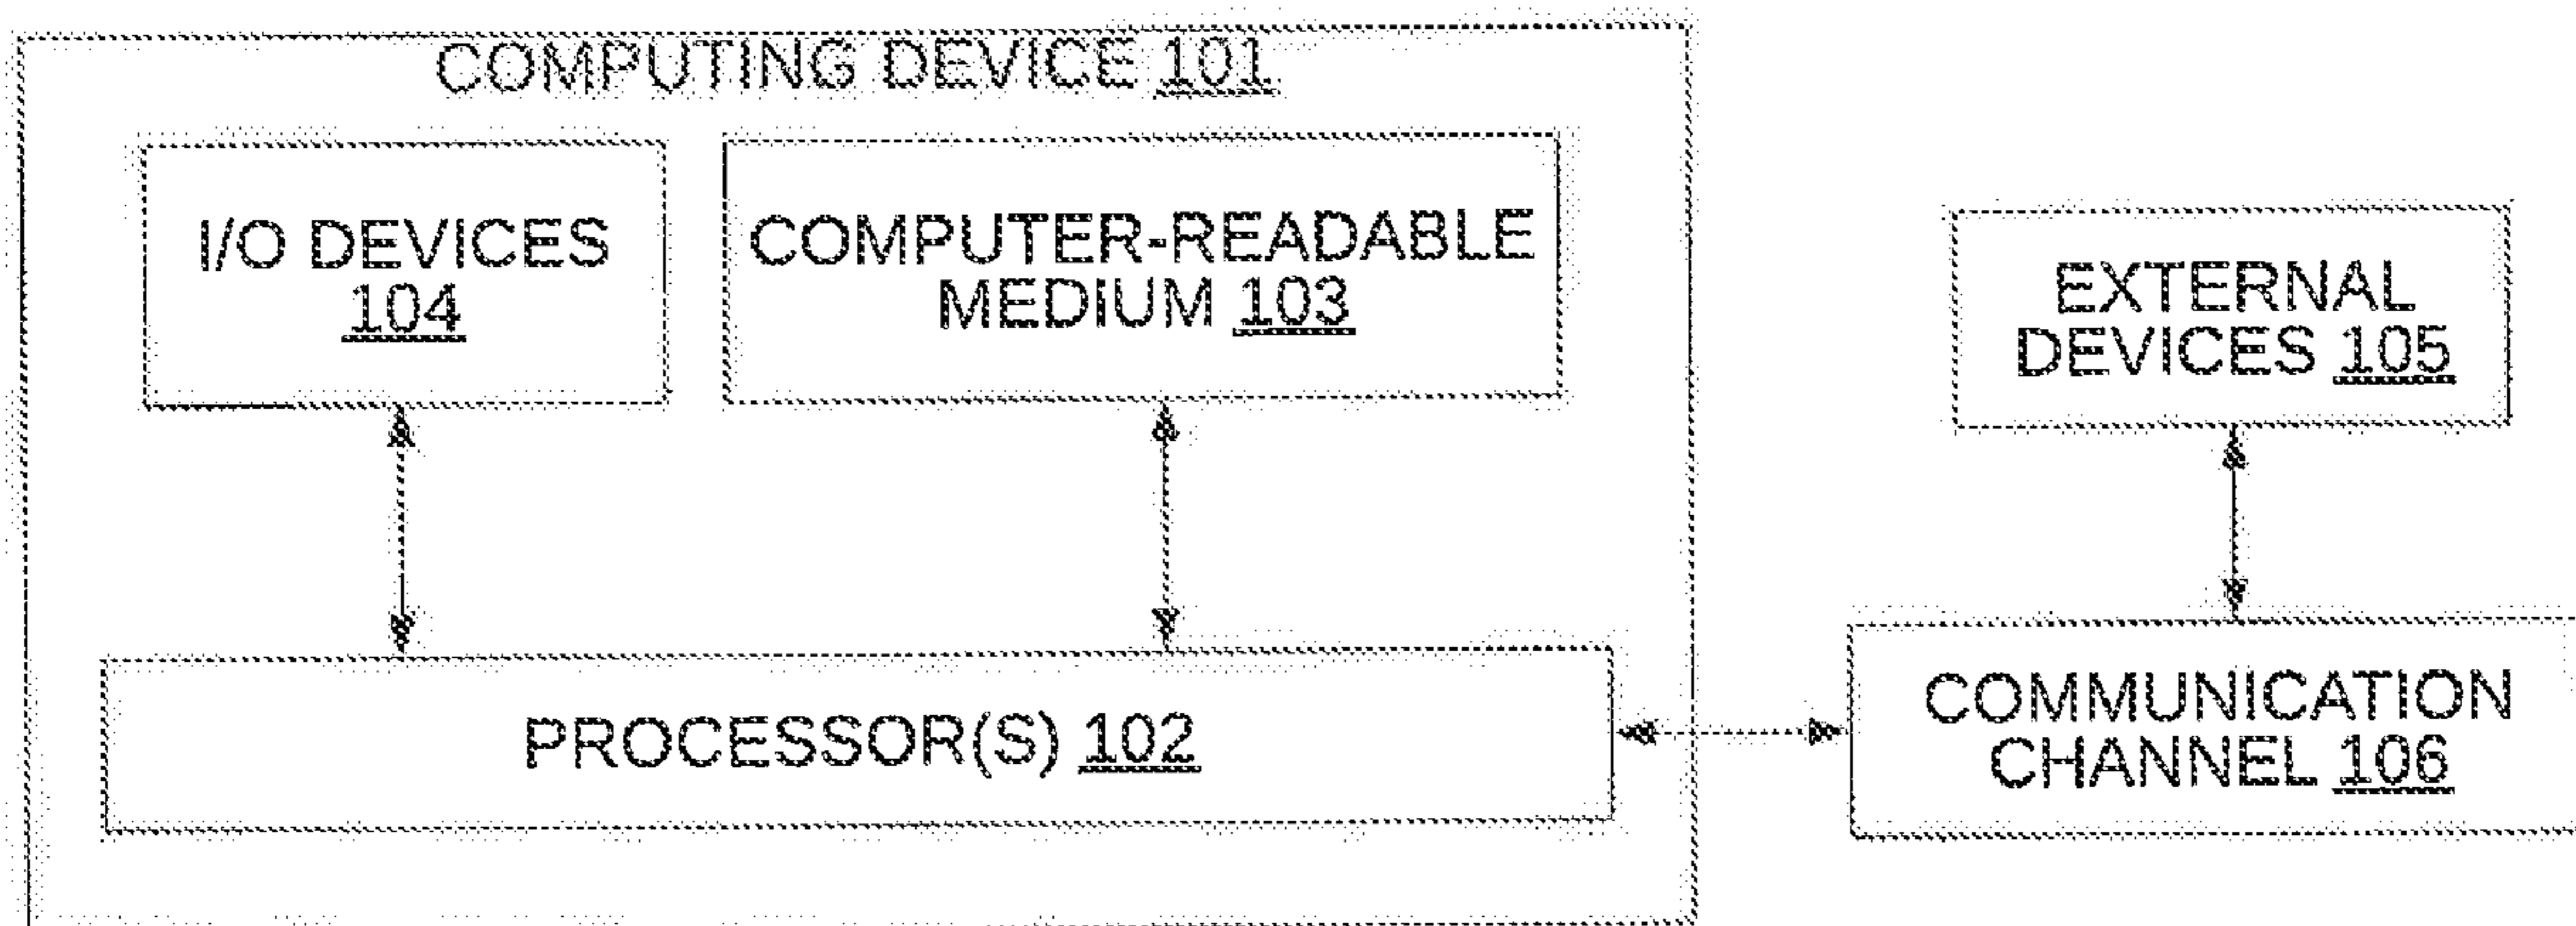 COMPUTING DEVICE 101
I/O DEVICES
104
COMPUTER-READABLE
MEDIUM 103
EXTERNAL
DEVICES 105
PROCESSOR(S) 102
COMMUNICATION
CHANNEL 106